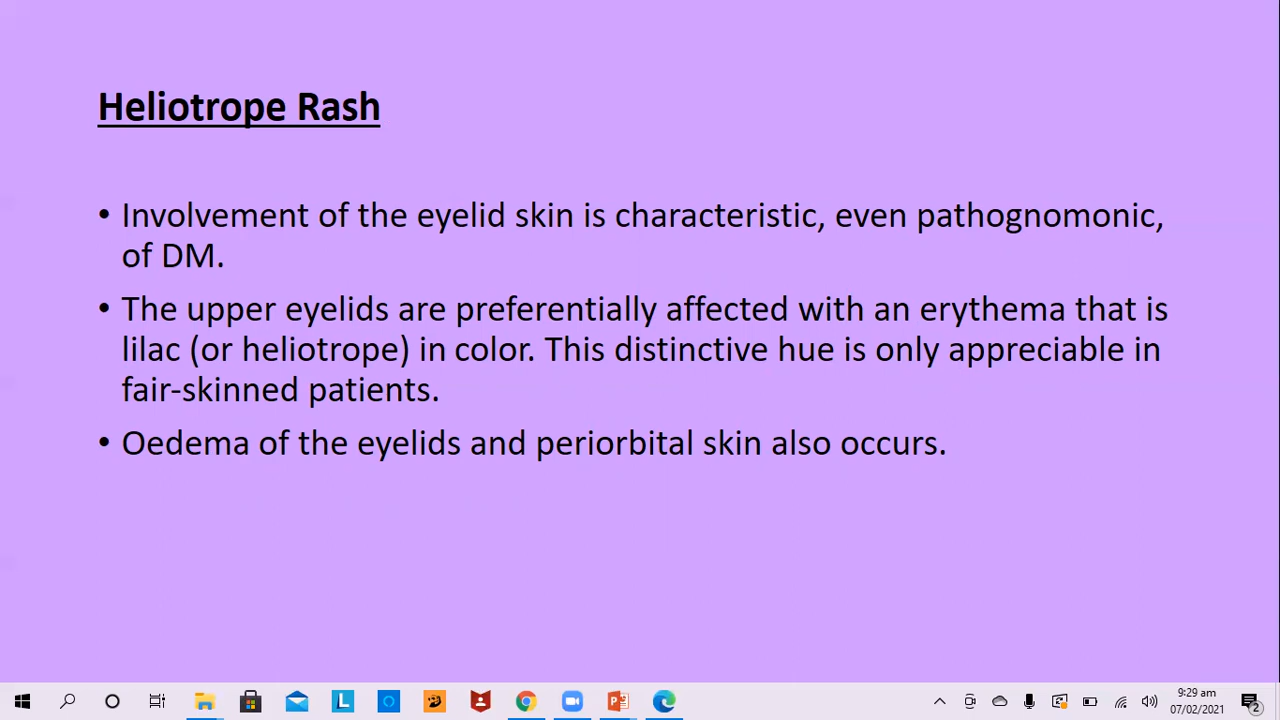 Heliotrope Rash
• Involvement of the eyelid skin is characteristic, even pathognomonic,
of DM.
• The upper eyelids are preferentially affected with an erythema that is
lilac (or heliotrope) in color. This distinctive hue is only appreciable in
fair-skinned patients.
• Oedema of the eyelids and periorbital skin also occurs.
9:29 am
07/02/2021
2